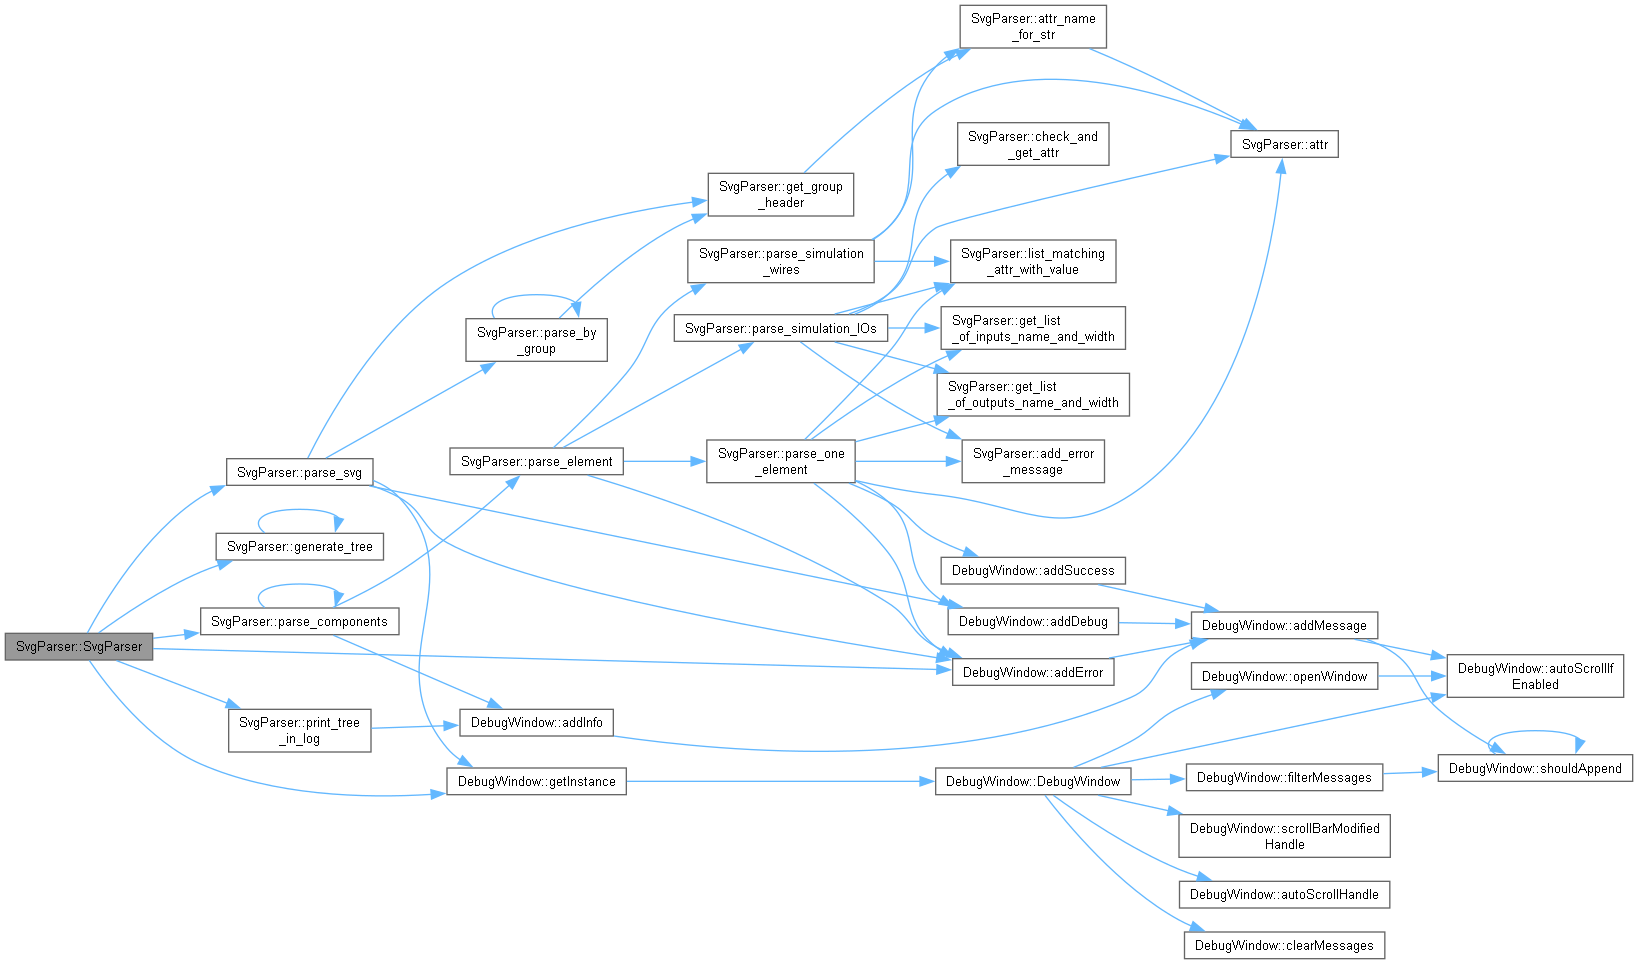 SvgParser::attr_name
_for_str
SvgParser::check_and
_get_attr
SvgParser::attr
SvgParser::get_group
_header
SvgParser::parse_simulation
_wires
SvgParser::list_matching
_attr_with_value
SvgParser::parse_by
_group
SvgParser::parse_simulation_IOs
SvgParser::get_list
_of_inputs_name_and_width
SvgParser::get_list
_of_outputs_name_and_width
SvgParser::parse_svg
SvgParser::parse_element
SvgParser::parse_one
_element
SvgParser::add_error
_message
SvgParser::generate_tree
DebugWindow::addSuccess
SvgParser::parse_components
DebugWindow::addDebug
DebugWindow::addMessage
SvgParser::SvgParser
DebugWindow::addError
DebugWindow::openWindow
DebugWindow::autoScrollIf
Enabled
SvgParser::print_tree
_in_log
DebugWindow::addInfo
DebugWindow::getInstance
DebugWindow::DebugWindow
DebugWindow::filterMessages
DebugWindow::shouldAppend
DebugWindow::scrollBarModified
Handle
DebugWindow::autoScrollHandle
DebugWindow::clearMessages